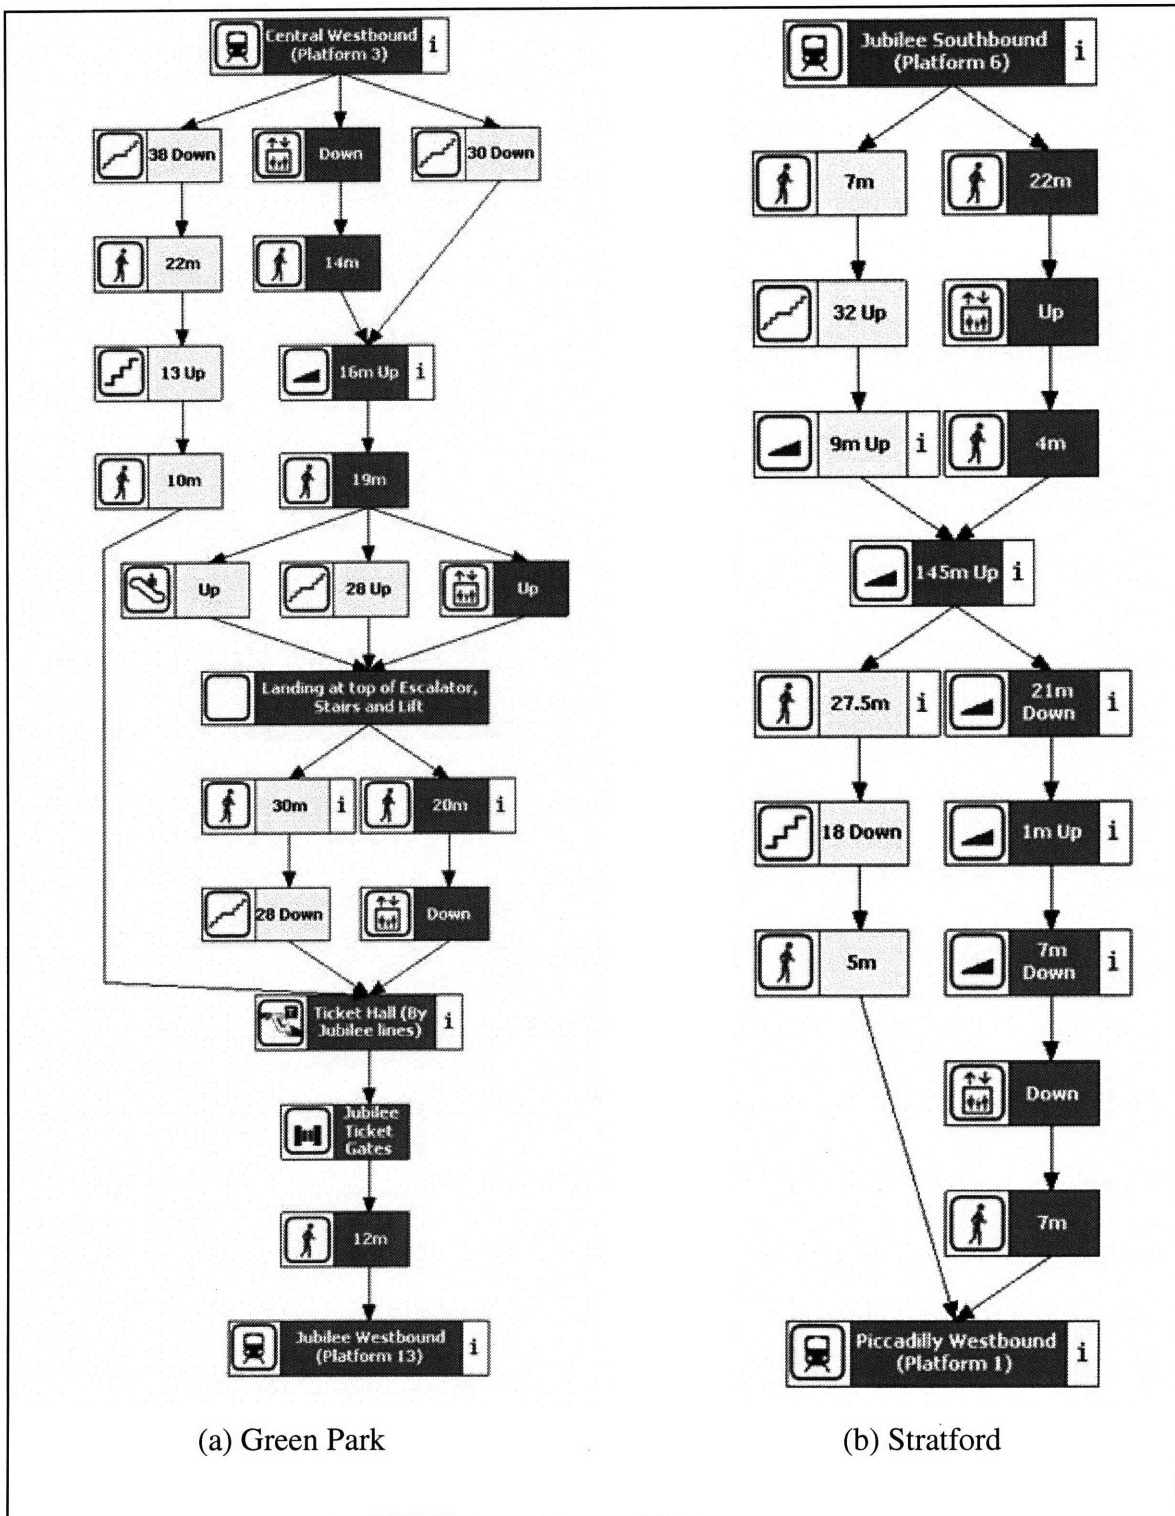 Central Westbound
(Platform 3)
i
38 Down
Down
30 Down
22m
14m
13 Up
16m Up
i
10m
19m
Up
28 Up
Up
Landing at top of Escalator,
Stairs and Lift
30m
i
20m
i
28 Down
Down
Ticket Hall (By
Jubilee lines)
i
Jubilee
Ticket
Gates
12m
Jubilee Westbound
(Platform 13)
i
(a) Green Park
Jubilee Southbound
(Platform 6)
i
7m
22m
32 Up
Up
9m Up
i
4m
145m Up
i
27.5m
i
21m
Down
i
18 Down
1m Up
i
5m
7m
Down
i
Down
7m
Piccadilly Westbound
(Platform 1)
i
(b) Stratford